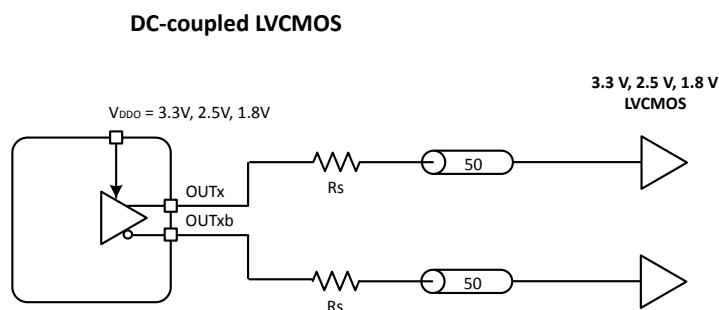 DC-coupled LVCMOS
3.3 V, 2.5 V, 1.8 V
LVCMOS
VDDO = 3.3V, 2.5V, 1.8V
OUTx
OUTxb
Rs
50
Rs
50